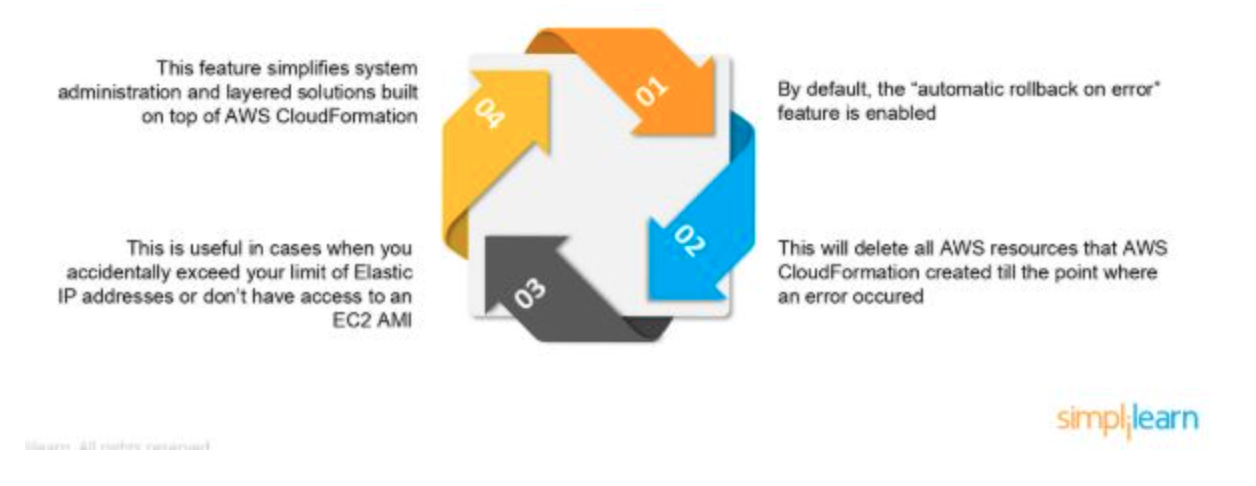 01
By default, the “automatic rollback on error”
feature is enabled
02
This will delete all AWS resources that AWS
CloudFormation created till the point where
an error occured
03
This is useful in cases when you
accidentally exceed your limit of Elastic
IP addresses or don’t have access to an
EC2 AMI
04
This feature simplifies system
administration and layered solutions built
on top of AWS CloudFormation
simplilearn
All rights reserved